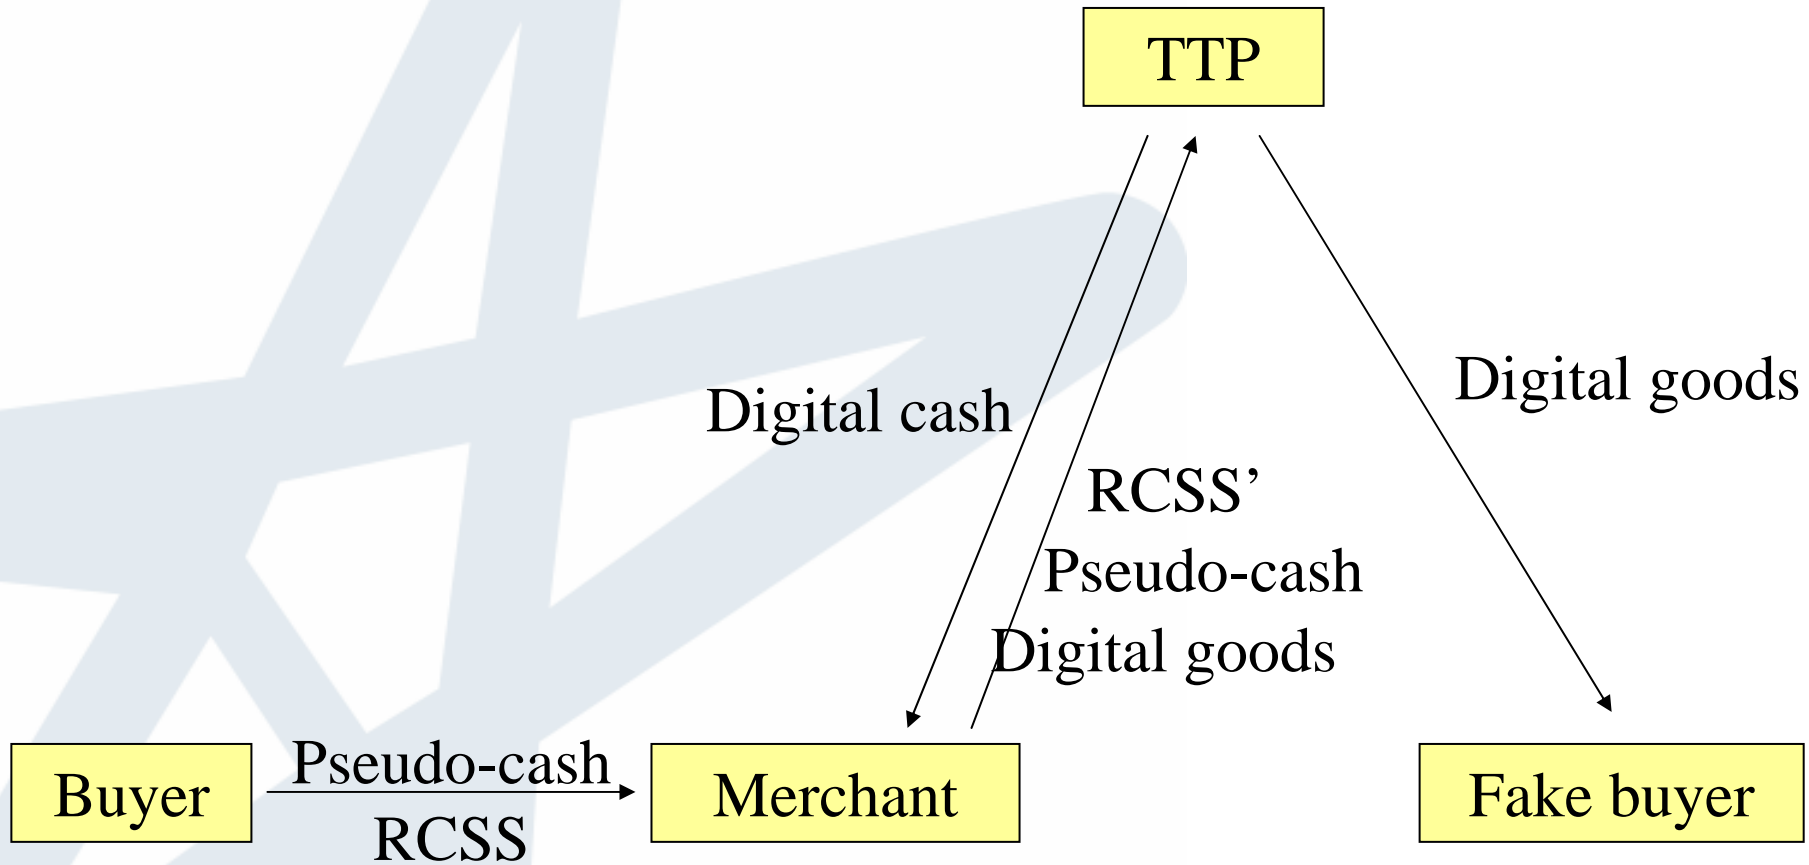 TTP
Digital goods
Digital cash
RCSS’
Pseudo-cash
Digital goods
Pseudo-cash
RCSS
Buyer
Merchant
Fake buyer